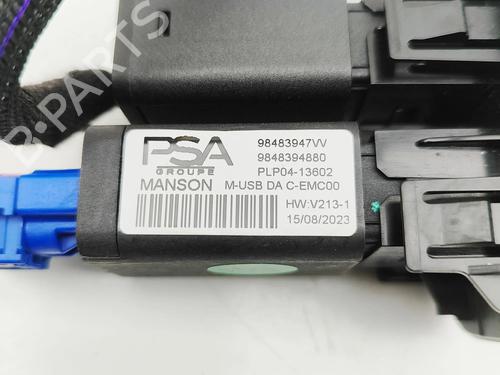 B-PARTS
PSA
GROUPE
MANSON
98483947VV
9848394880
PLP04-13602
M-USB DA C-EMC00
HW:V213-1
15/08/2023